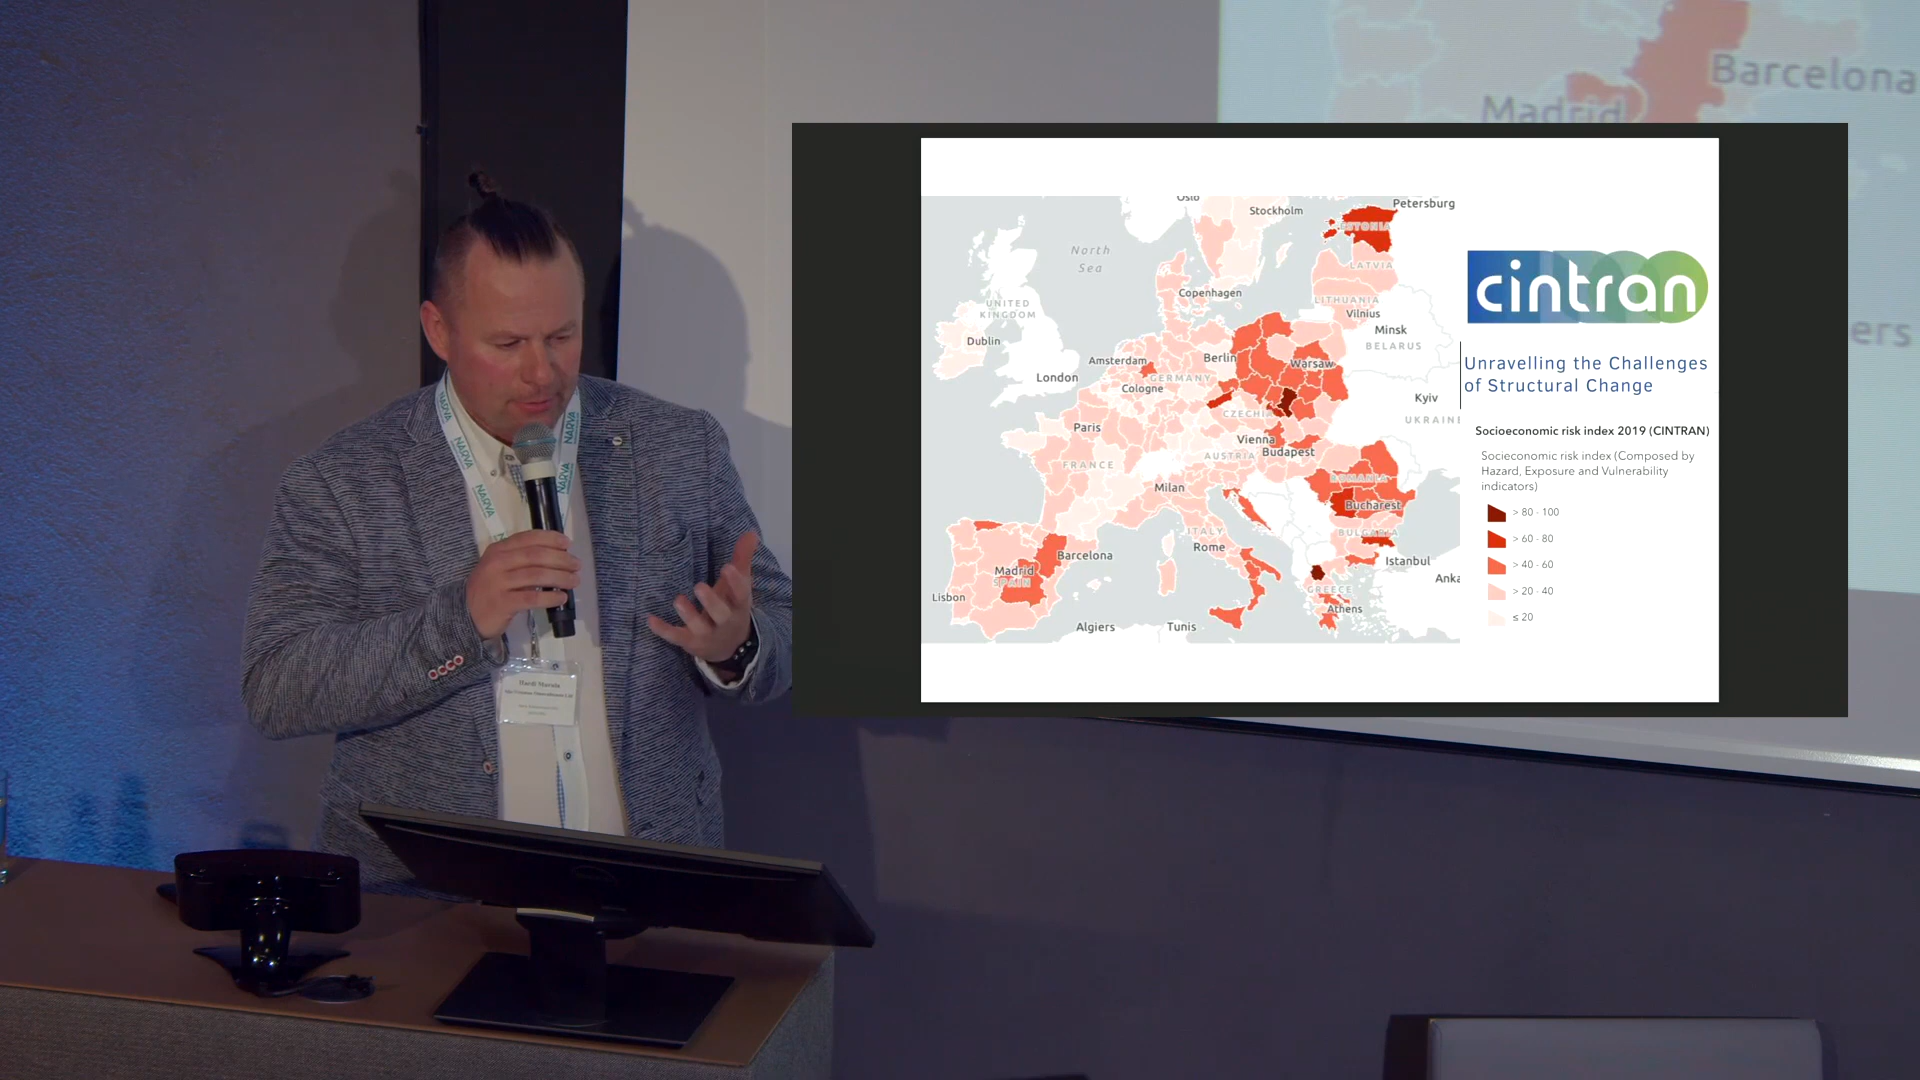 Barcelona
Madrid
ers
Oslo
Stockholm
Petersburg
ESTONIA
North
Sea
LATVIA
Copenhagen
UNITED
KINGDOM
LITHUANIA
Vilnius
Dublin
Minsk
BELARUS
Amsterdam
Berlin
Warsaw
London
Cologne
GERMANY
Kyiv
CZECHIA
UKRAINE
Paris
Vienna
Budapest
AUSTRIA
FRANCE
ROMANIA
Milan
Bucharest
ITALY
BULGARIA
Rome
Barcelona
Istanbul
Madrid
SPAIN
Anka
GREECE
Lisbon
Athens
Algiers
Tunis
cintran
Unravelling the Challenges
of Structural Change
Socioeconomic risk index 2019 (CINTRAN)
Socieconomic risk index (Composed by
Hazard, Exposure and Vulnerability
indicators)
> 80 - 100
> 60 - 80
> 40 - 60
> 20 - 40
≤ 20
NARVA
NARVA
NARVA
NARVA
NARVA